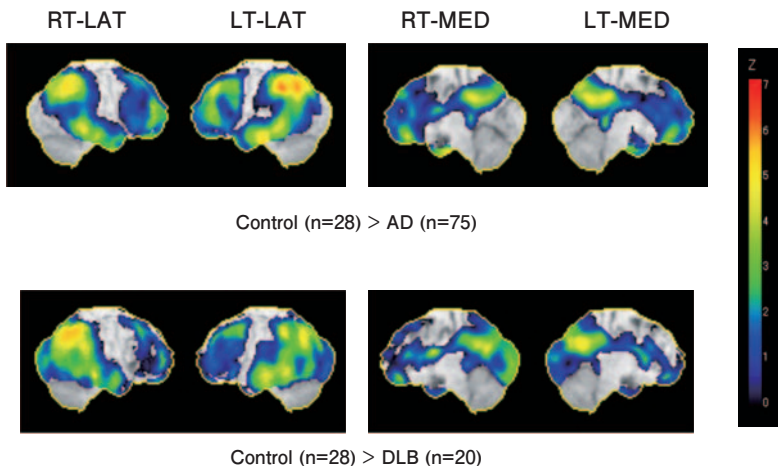 RT-LAT LT-LAT RT-MED LT-MED
Z
7
6
5
4
3
2
1
0
Control (n=28) > AD (n=75)
Control (n=28) > DLB (n=20)